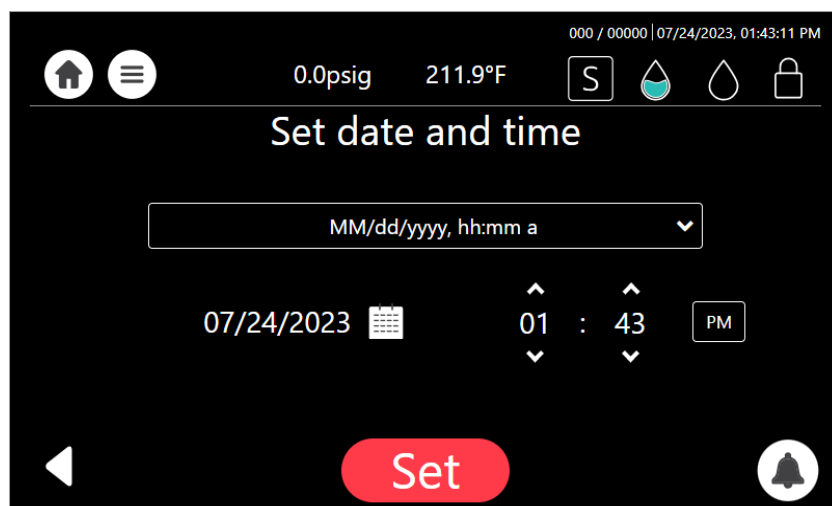 000 / 00000 | 07/24/2023, 01:43:11 PM
0.0psig 211.9°F S
Set date and time
MM/dd/yyyy, hh:mm a
07/24/2023 01 : 43 PM
Set